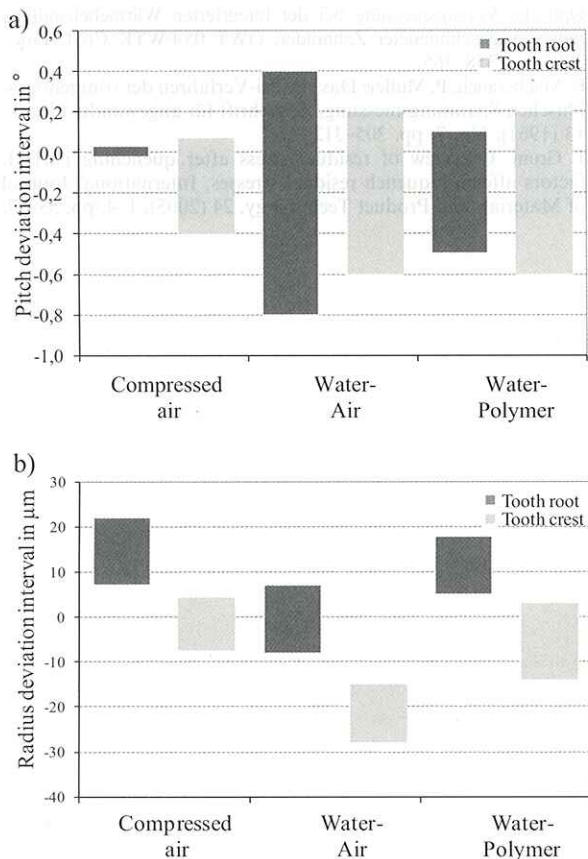 a)
Pitch deviation interval in °
0,6
0,4
0,2
0,0
-0,2
-0,4
-0,6
-0,8
-1,0
Tooth root
Tooth crest
Compressed
air
Water-
Air
Water-
Polymer
b)
Radius deviation interval in µm
30
20
10
0
-10
-20
-30
-40
Tooth root
Tooth crest
Compressed
air
Water-
Air
Water-
Polymer